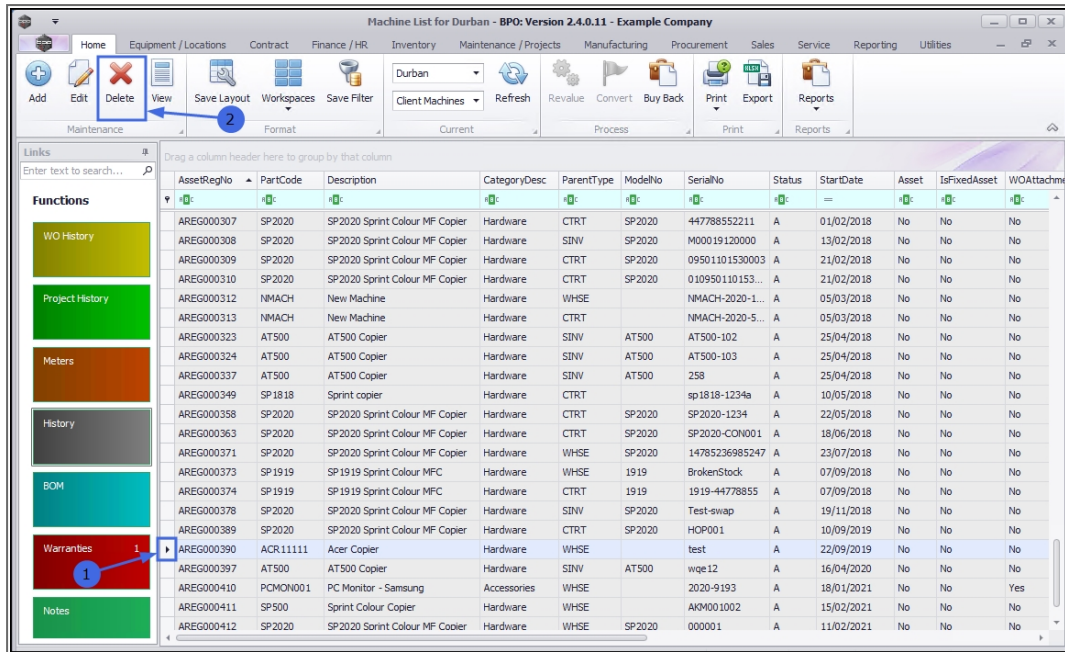 Machine List for Durban - BPO: Version 2.4.0.11 - Example Company
BPO
Home Equipment / Locations Contract Finance / HR Inventory Maintenance / Projects Manufacturing Procurement Sales Service Reporting Utilities
Durban
Client Machines
Add Edit Delete View Save Layout Workspaces Save Filter Refresh Revalue Convert Buy Back Print Export Reports
2
Maintenance Format Current Process Print Reports
Links
Drag a column header here to group by that column
Enter text to search...
AssetRegNo PartCode Description CategoryDesc ParentType ModelNo SerialNo Status StartDate Asset IsFixedAsset WOAttachme
Functions
=
AREG000307 SP2020 SP2020 Sprint Colour MF Copier Hardware CTRT SP2020 447788552211 A 01/02/2018 No No No
AREG000308 SP2020 SP2020 Sprint Colour MF Copier Hardware SINV SP2020 M00019120000 A 13/02/2018 No No No
AREG000309 SP2020 SP2020 Sprint Colour MF Copier Hardware CTRT SP2020 09501101530003 A 21/02/2018 No No No
AREG000310 SP2020 SP2020 Sprint Colour MF Copier Hardware CTRT SP2020 010950110153... A 21/02/2018 No No No
AREG000312 NMACH New Machine Hardware WHSE NMACH-2020-1... A 05/03/2018 No No No
AREG000313 NMACH New Machine Hardware CTRT NMACH-2020-5... A 05/03/2018 No No No
AREG000323 AT500 AT500 Copier Hardware SINV AT500 AT500-102 A 25/04/2018 No No No
AREG000324 AT500 AT500 Copier Hardware SINV AT500 AT500-103 A 25/04/2018 No No No
AREG000337 AT500 AT500 Copier Hardware SINV AT500 258 A 25/04/2018 No No No
AREG000349 SP1818 Sprint copier Hardware CTRT sp1818-1234a A 10/05/2018 No No No
AREG000358 SP2020 SP2020 Sprint Colour MF Copier Hardware CTRT SP2020 SP2020-1234 A 22/05/2018 No No No
AREG000363 SP2020 SP2020 Sprint Colour MF Copier Hardware CTRT SP2020 SP2020-CON001 A 18/06/2018 No No No
AREG000371 SP2020 SP2020 Sprint Colour MF Copier Hardware WHSE SP2020 14785236985247 A 23/07/2018 No No No
AREG000373 SP1919 SP1919 Sprint Colour MFC Hardware WHSE 1919 BrokenStock A 07/09/2018 No No No
AREG000374 SP1919 SP1919 Sprint Colour MFC Hardware CTRT 1919 1919-44778855 A 07/09/2018 No No No
AREG000378 SP2020 SP2020 Sprint Colour MF Copier Hardware SINV SP2020 Test-swap A 19/11/2018 No No No
AREG000389 SP2020 SP2020 Sprint Colour MF Copier Hardware CTRT SP2020 HOP001 A 10/09/2019 No No No
AREG000390 ACR11111 Acer Copier Hardware WHSE test A 22/09/2019 No No No
AREG000397 AT500 AT500 Copier Hardware SINV AT500 wqe12 A 16/04/2020 No No No
AREG000410 PCMON001 PC Monitor - Samsung Accessories WHSE 2020-9193 A 18/01/2021 No No Yes
AREG000411 SP500 Sprint Colour Copier Hardware WHSE AKM001002 A 15/02/2021 No No No
AREG000412 SP2020 SP2020 Sprint Colour MF Copier Hardware WHSE SP2020 000001 A 11/02/2021 No No No
WO History
Project History
Meters
History
BOM
Warranties 1
1
Notes